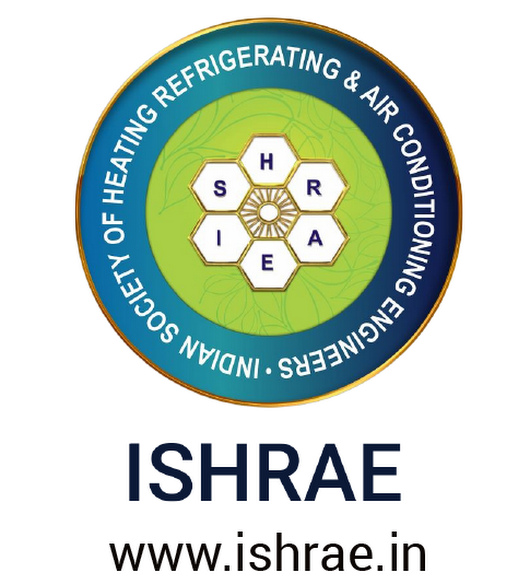 INDIAN SOCIETY OF HEATING REFRIGERATING & AIR CONDITIONING ENGINEERS •
I
S
H
R
A
E
ISHRAE
www.ishrae.in